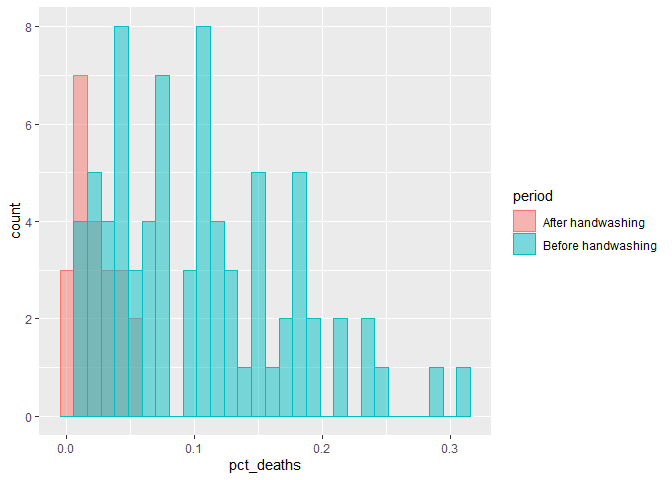 8
6
4
2
0
count
0.0
0.1
0.2
0.3
pct_deaths
period
After handwashing
Before handwashing